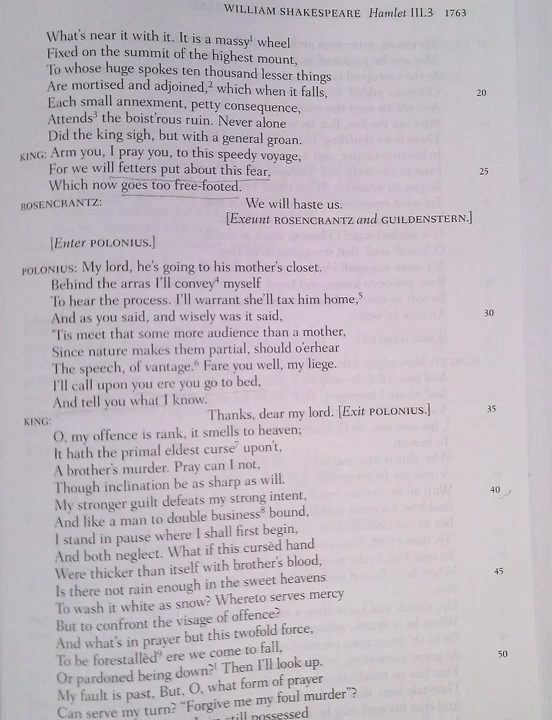 WILLIAM SHAKESPEARE Hamlet III.3 1763
What's near it with it. It is a massy¹ wheel
Fixed on the summit of the highest mount,
To whose huge spokes ten thousand lesser things
Are mortised and adjoined,² which when it falls, 20
Each small annexment, petty consequence,
Attends³ the boist'rous ruin. Never alone
Did the king sigh, but with a general groan.
KING: Arm you, I pray you, to this speedy voyage,
For we will fetters put about this fear, 25
Which now goes too free-footed.
ROSENCRANTZ: We will haste us.
[Exeunt ROSENCRANTZ and GUILDENSTERN.]
[Enter POLONIUS.]
POLONIUS: My lord, he's going to his mother's closet.
Behind the arras I'll convey⁴ myself
To hear the process. I'll warrant she'll tax him home,⁵
And as you said, and wisely was it said, 30
'Tis meet that some more audience than a mother,
Since nature makes them partial, should o'erhear
The speech, of vantage.⁶ Fare you well, my liege.
I'll call upon you ere you go to bed,
And tell you what I know.
KING: Thanks, dear my lord. [Exit POLONIUS.] 35
O, my offence is rank, it smells to heaven;
It hath the primal eldest curse⁷ upon't,
A brother's murder. Pray can I not,
Though inclination be as sharp as will.
My stronger guilt defeats my strong intent, 40
And like a man to double business⁸ bound,
I stand in pause where I shall first begin,
And both neglect. What if this cursèd hand
Were thicker than itself with brother's blood,
Is there not rain enough in the sweet heavens 45
To wash it white as snow? Whereto serves mercy
But to confront the visage of offence?
And what's in prayer but this twofold force,
To be forestallèd⁹ ere we come to fall,
Or pardoned being down?¹ Then I'll look up. 50
My fault is past. But, O, what form of prayer
Can serve my turn? "Forgive me my foul murder"?
still possessed